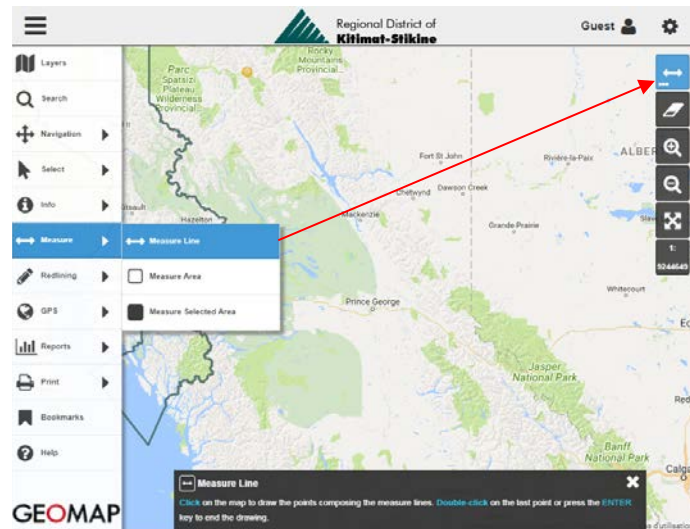 Regional District of
Kitimat-Stikine
Guest
Layers
Search
Navigation
Select
Info
Measure
Redlining
GPS
Reports
Print
Bookmarks
Help
GEOMAP
Measure Line
Measure Area
Measure Selected Area
Parc
Spatsizi
Plateau
Wilderness
Provincial...
Rocky
Mountains
Provincial...
Fort St John
ALBER
Rivière-la-Paix
Chetwynd
Dawson Creek
Hazelton
Mackenzie
Grande Prairie
Slave
1:
9244649
Whitecourt
Prince George
Ed
Jasper
National Park
Red
Banff
National Park
Calga
Measure Line
Click on the map to draw the points composing the measure lines. Double-click on the last point or press the ENTER
key to end the drawing.